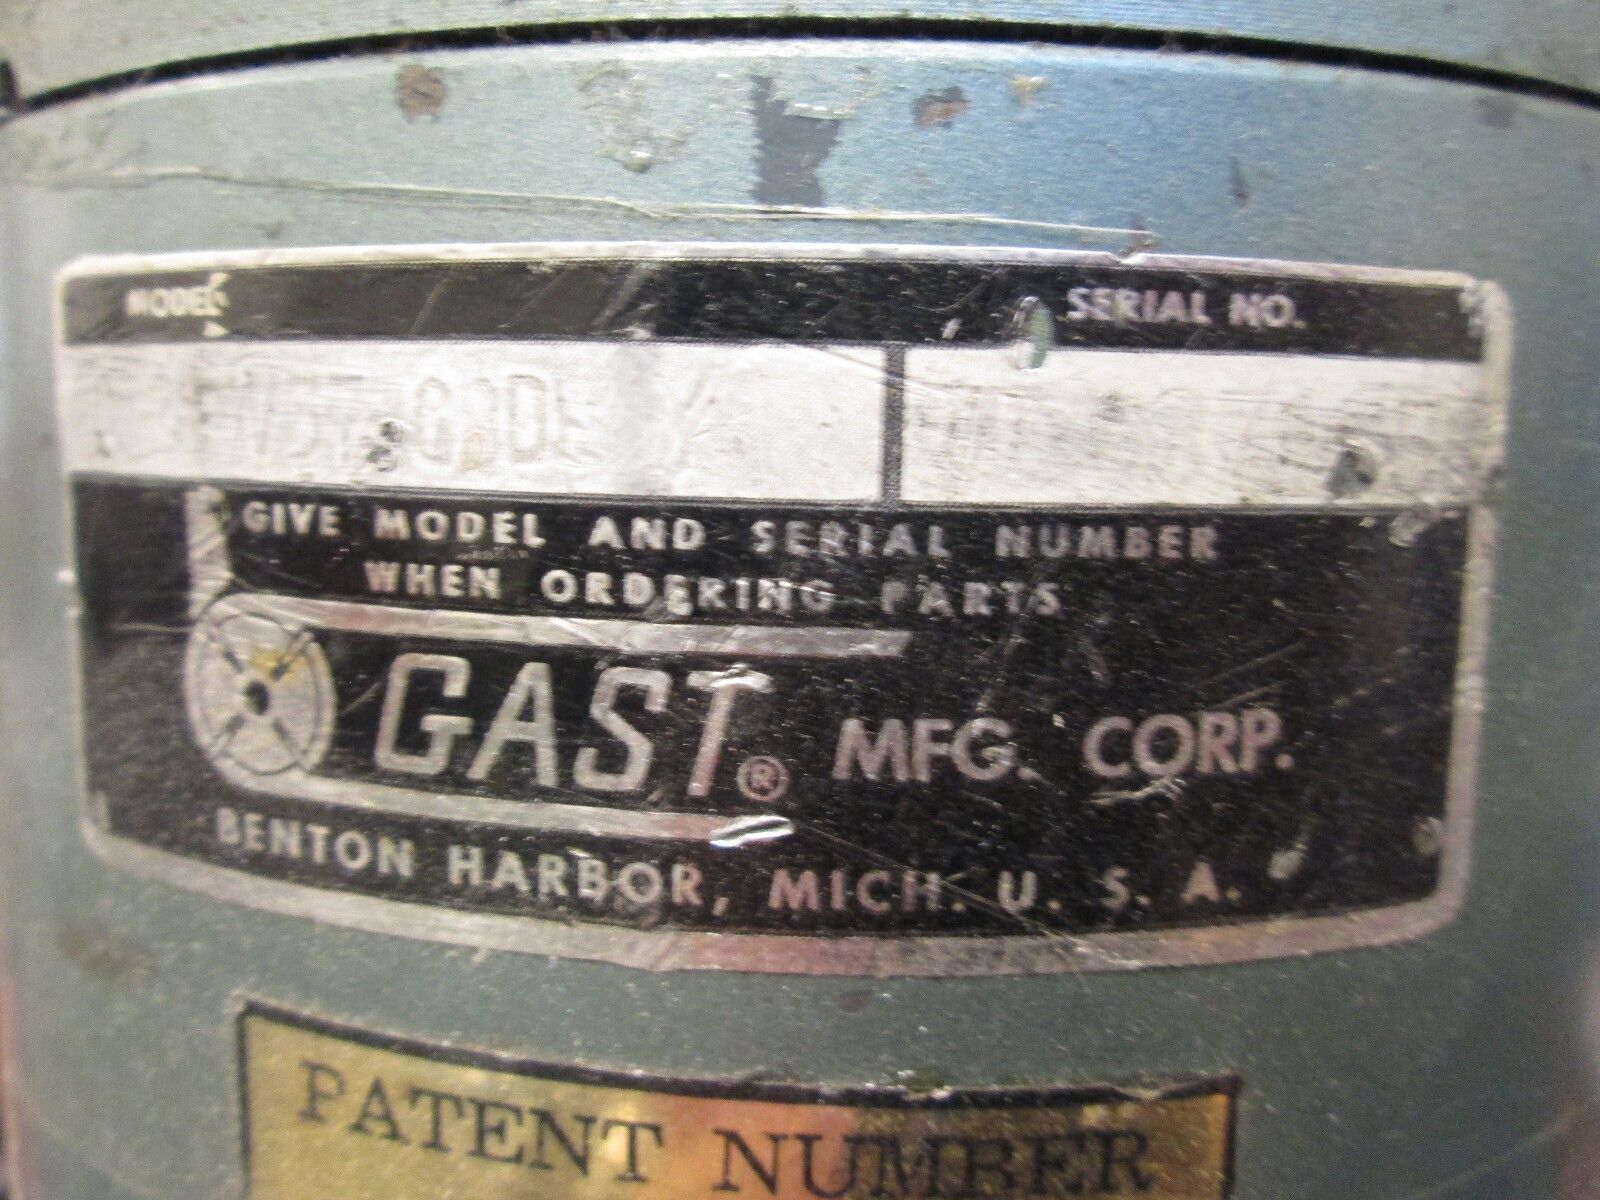 MODEL
SERIAL NO.
GIVE MODEL AND SERIAL NUMBER
WHEN ORDERING PARTS
GAST® MFG. CORP.
BENTON HARBOR, MICH. U. S. A.
PATENT NUMBER